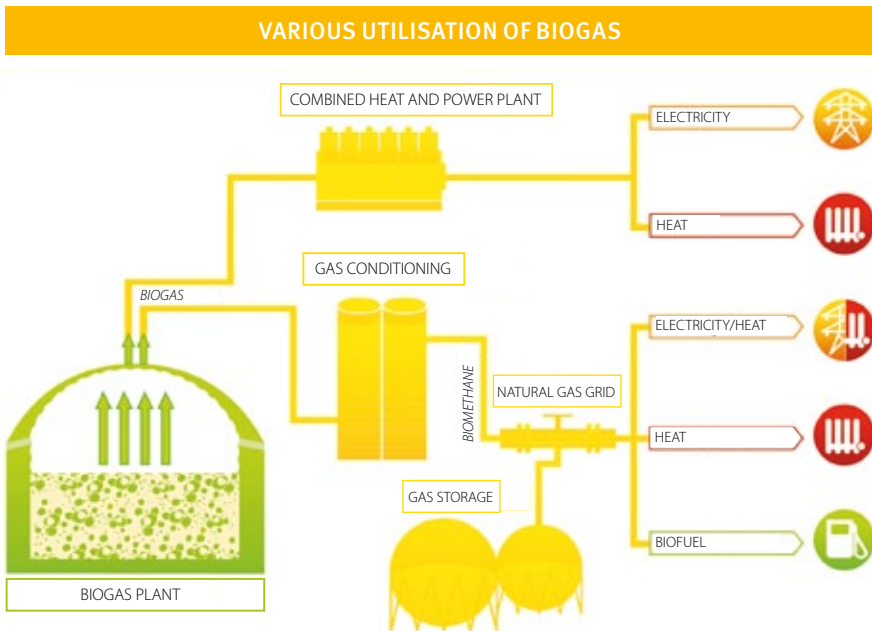 VARIOUS UTILISATION OF BIOGAS
COMBINED HEAT AND POWER PLANT
ELECTRICITY
HEAT
GAS CONDITIONING
BIOGAS
ELECTRICITY/HEAT
BIOMETHANE
NATURAL GAS GRID
HEAT
GAS STORAGE
BIOFUEL
BIOGAS PLANT